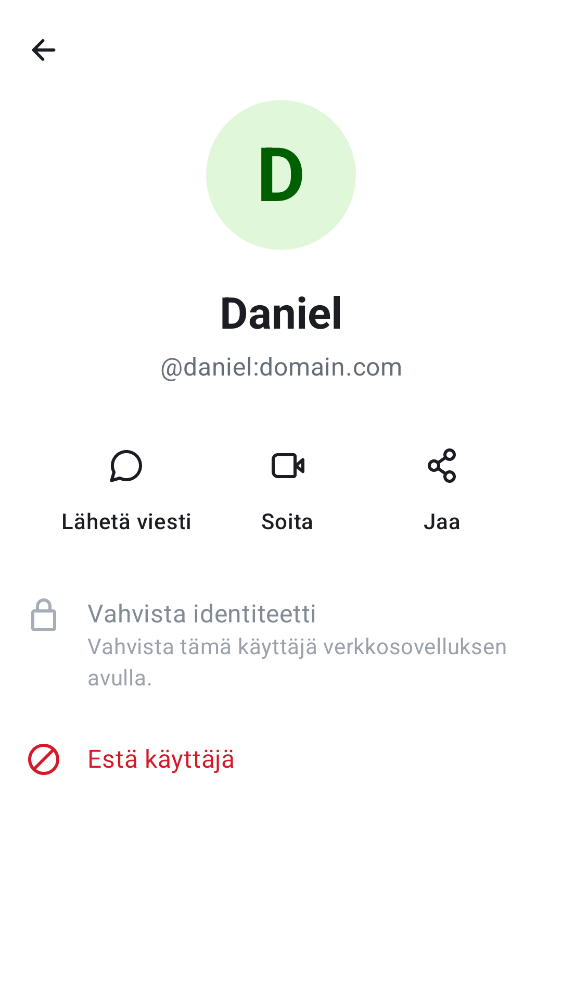 D
Daniel
@daniel:domain.com
Lähetä viesti
Soita
Jaa
Vahvista identiteetti
Vahvista tämä käyttäjä verkkosovelluksen
avulla.
Estä käyttäjä